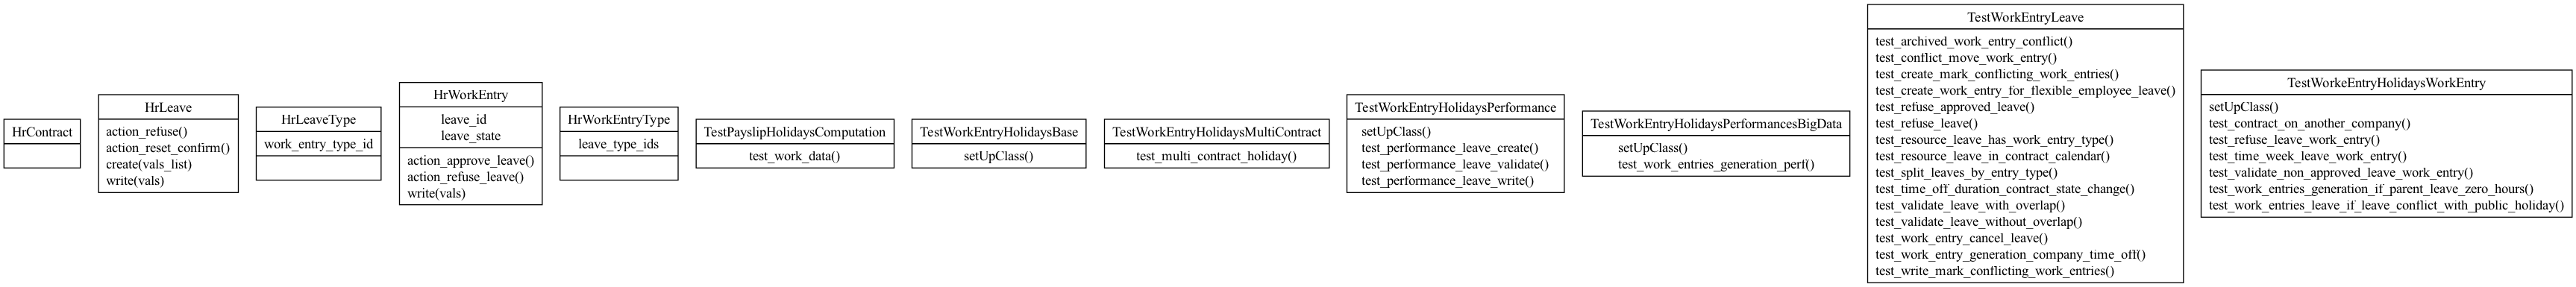 HrContract
HrLeave
action_refuse()
action_reset_confirm()
create(vals_list)
write(vals)
HrLeaveType
work_entry_type_id
HrWorkEntry
leave_id
leave_state
action_approve_leave()
action_refuse_leave()
write(vals)
HrWorkEntryType
leave_type_ids
TestPayslipHolidaysComputation
test_work_data()
TestWorkEntryHolidaysBase
setUpClass()
TestWorkEntryHolidaysMultiContract
test_multi_contract_holiday()
TestWorkEntryHolidaysPerformance
setUpClass()
test_performance_leave_create()
test_performance_leave_validate()
test_performance_leave_write()
TestWorkEntryHolidaysPerformancesBigData
setUpClass()
test_work_entries_generation_perf()
TestWorkEntryLeave
test_archived_work_entry_conflict()
test_conflict_move_work_entry()
test_create_mark_conflicting_work_entries()
test_create_work_entry_for_flexible_employee_leave()
test_refuse_approved_leave()
test_refuse_leave()
test_resource_leave_has_work_entry_type()
test_resource_leave_in_contract_calendar()
test_split_leaves_by_entry_type()
test_time_off_duration_contract_state_change()
test_validate_leave_with_overlap()
test_validate_leave_without_overlap()
test_work_entry_cancel_leave()
test_work_entry_generation_company_time_off()
test_write_mark_conflicting_work_entries()
TestWorkeEntryHolidaysWorkEntry
setUpClass()
test_contract_on_another_company()
test_refuse_leave_work_entry()
test_time_week_leave_work_entry()
test_validate_non_approved_leave_work_entry()
test_work_entries_generation_if_parent_leave_zero_hours()
test_work_entries_leave_if_leave_conflict_with_public_holiday()